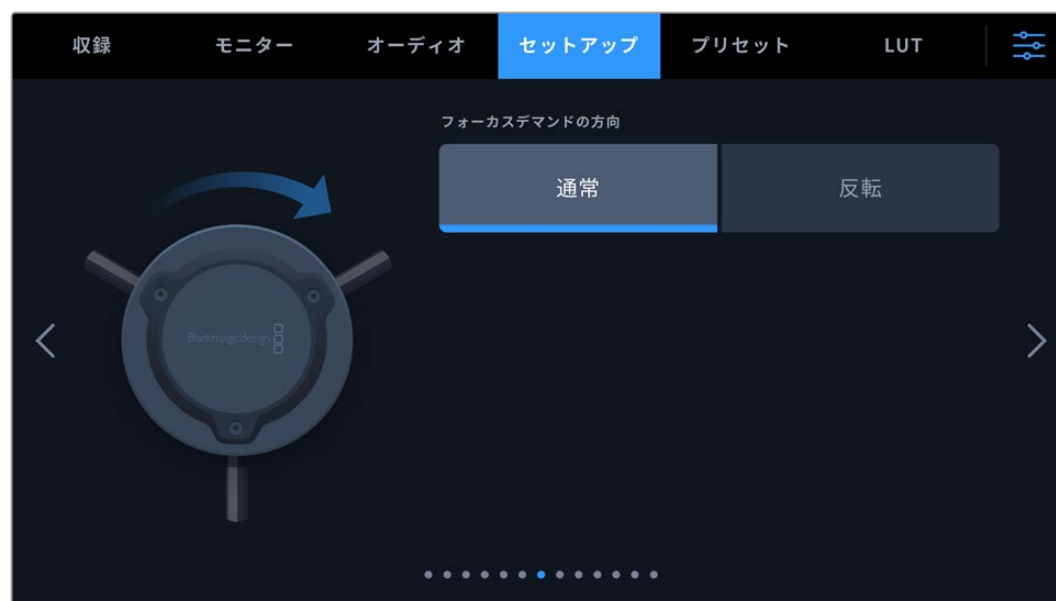 収録 モニター オーディオ セットアップ プリセット LUT
フォーカスデマンドの方向
通常 反転
Blackmagicdesign